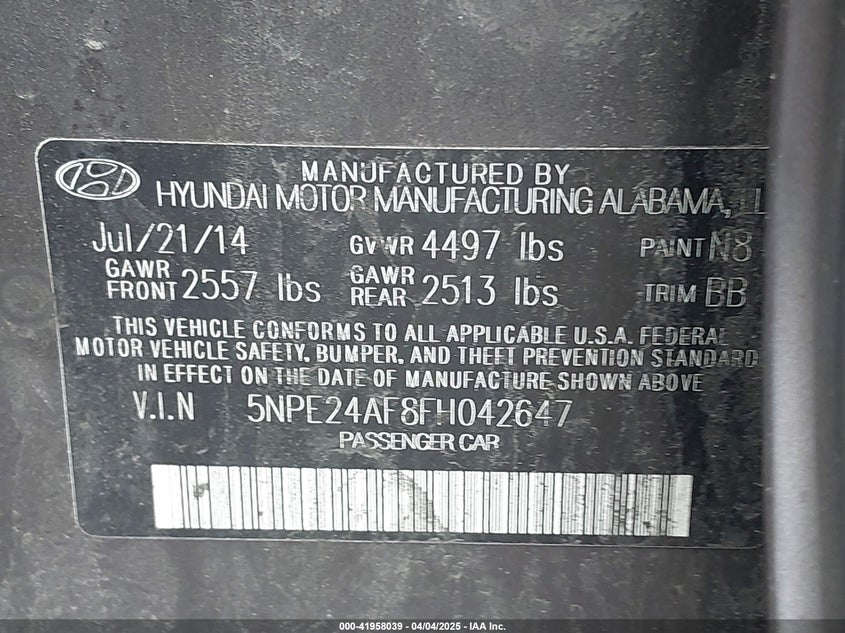 MANUFACTURED BY
HYUNDAI MOTOR MANUFACTURING ALABAMA,
Jul/21/14 GVWR 4497 lbs PAINT N8
GAWR FRONT 2557 lbs GAWR REAR 2513 lbs TRIM BB
THIS VEHICLE CONFORMS TO ALL APPLICABLE U.S.A. FEDERAL
MOTOR VEHICLE SAFETY, BUMPER, AND THEFT PREVENTION STANDARD
IN EFFECT ON THE DATE OF MANUFACTURE SHOWN ABOVE
V.I.N 5NPE24AF8FH042647
PASSENGER CAR
000-41958039 - 04/04/2025 - IAA Inc.